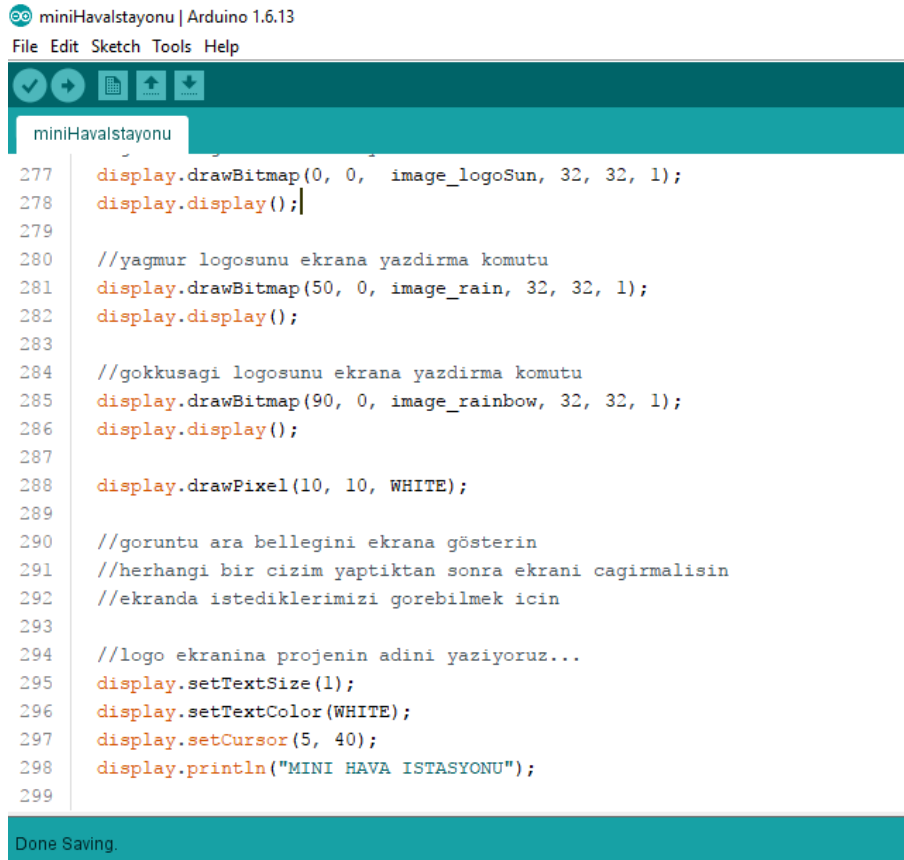 miniHavaIstayonu | Arduino 1.6.13
File Edit Sketch Tools Help
miniHavaIstayonu
277 display.drawBitmap(0, 0,  image_logoSun, 32, 32, 1);
278 display.display();
279
280 //yagmur logosunu ekrana yazdirma komutu
281 display.drawBitmap(50, 0, image_rain, 32, 32, 1);
282 display.display();
283
284 //gokkusagi logosunu ekrana yazdirma komutu
285 display.drawBitmap(90, 0, image_rainbow, 32, 32, 1);
286 display.display();
287
288 display.drawPixel(10, 10, WHITE);
289
290 //goruntu ara bellegini ekrana gösterin
291 //herhangi bir cizim yaptiktan sonra ekrani cagirmalisin
292 //ekranda istediklerimizi gorebilmek icin
293
294 //logo ekranina projenin adini yaziyoruz...
295 display.setTextSize(1);
296 display.setTextColor(WHITE);
297 display.setCursor(5, 40);
298 display.println("MINI HAVA ISTASYONU");
299
Done Saving.